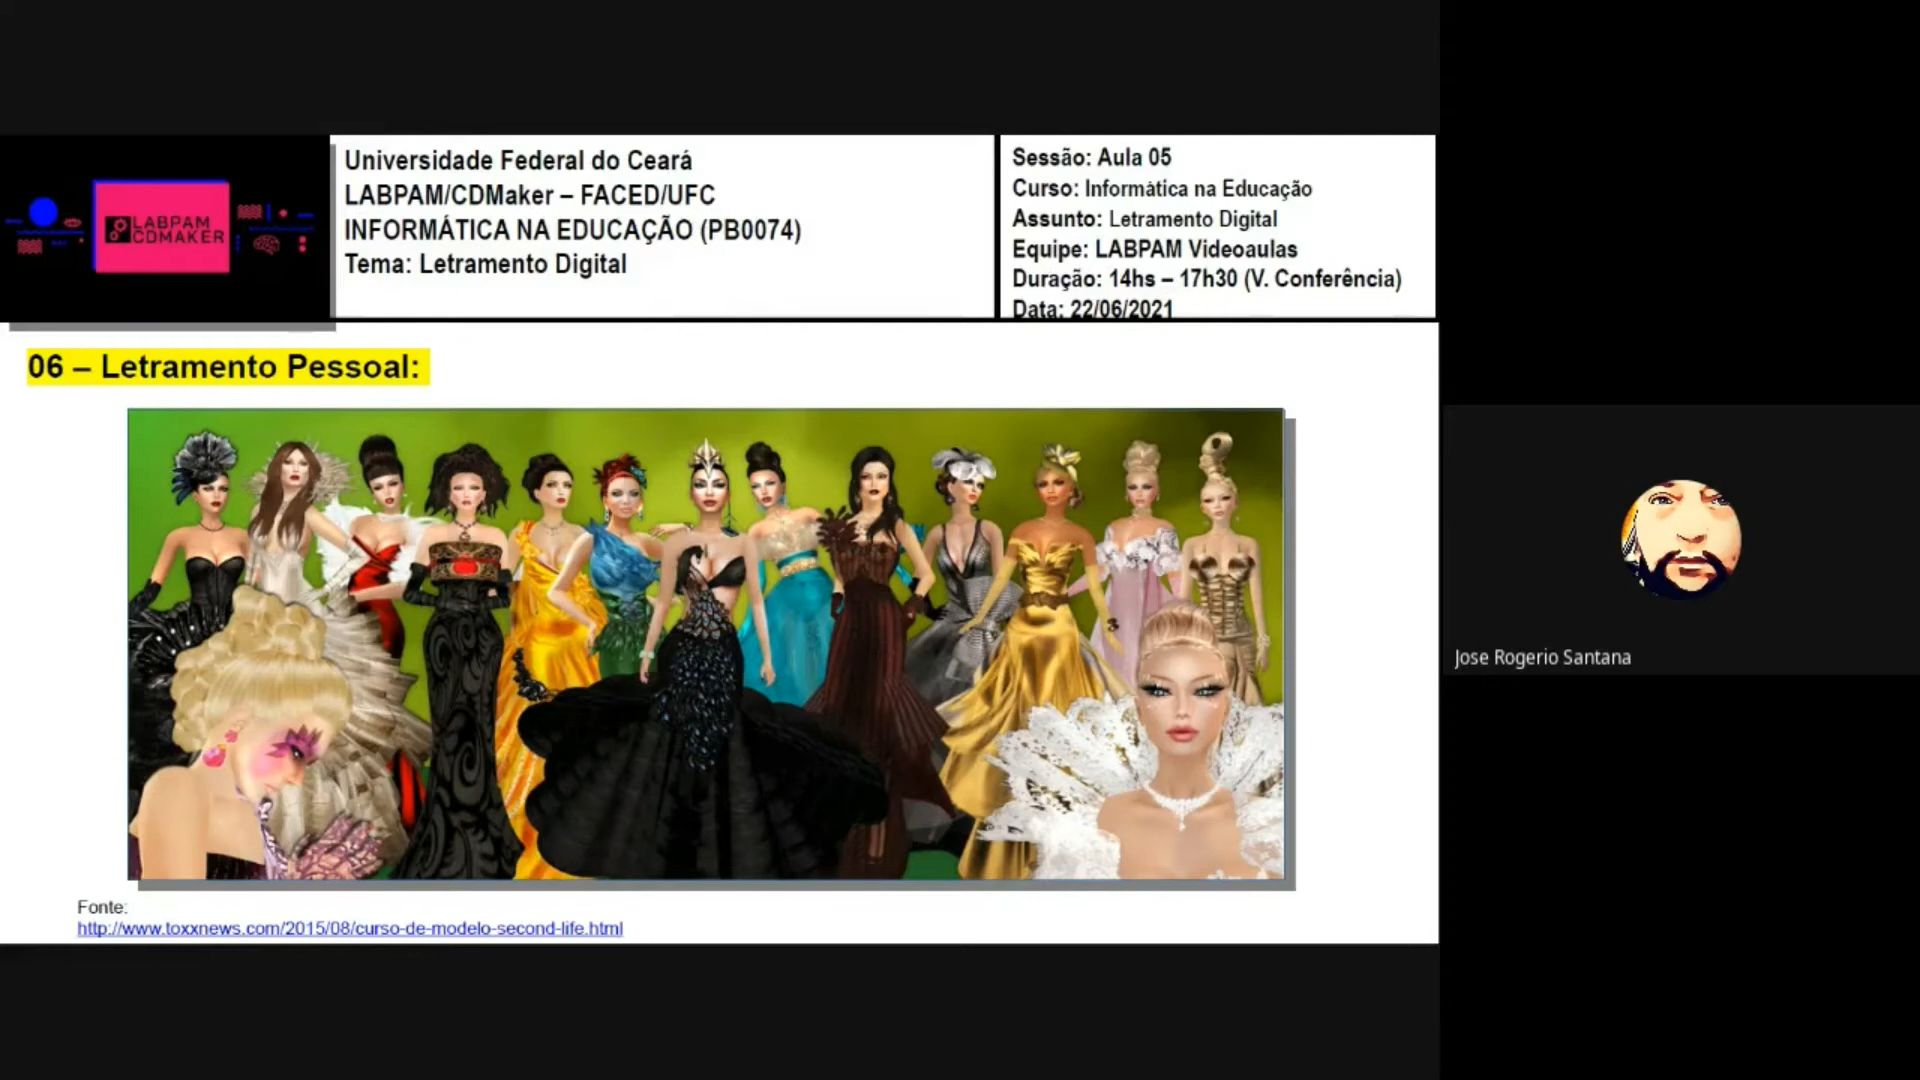 LABPAM
CDMAKER
Universidade Federal do Ceará
LABPAM/CDMaker – FACED/UFC
INFORMÁTICA NA EDUCAÇÃO (PB0074)
Tema: Letramento Digital
Sessão: Aula 05
Curso: Informàtica na Educação
Assunto: Letramento Digital
Equipe: LABPAM Videoaulas
Duração: 14hs – 17h30 (V. Conferência)
Data: 22/06/2021
06 – Letramento Pessoal:
Fonte:
http://www.toxxnews.com/2015/08/curso-de-modelo-second-life.html
Jose Rogerio Santana